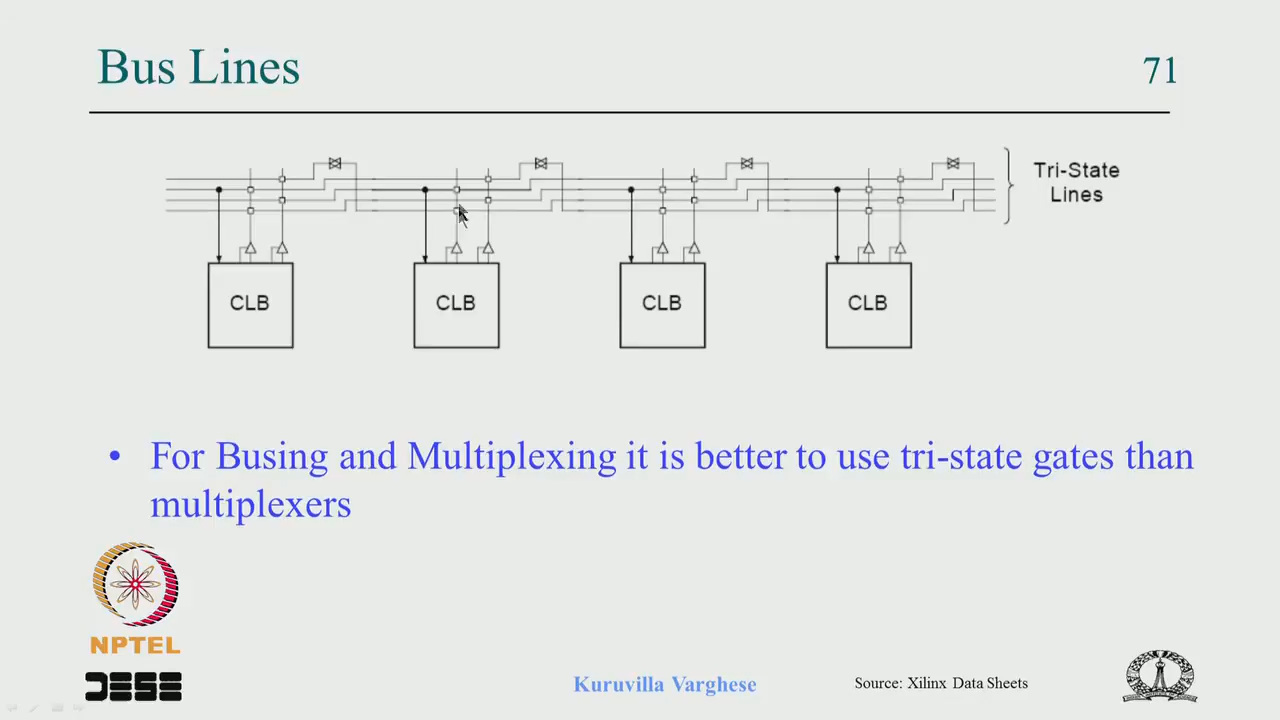 Bus Lines
71
Tri-State
Lines
CLB
CLB
CLB
CLB
• For Busing and Multiplexing it is better to use tri-state gates than
multiplexers
NPTEL
DESE
Kuruvilla Varghese
Source: Xilinx Data Sheets